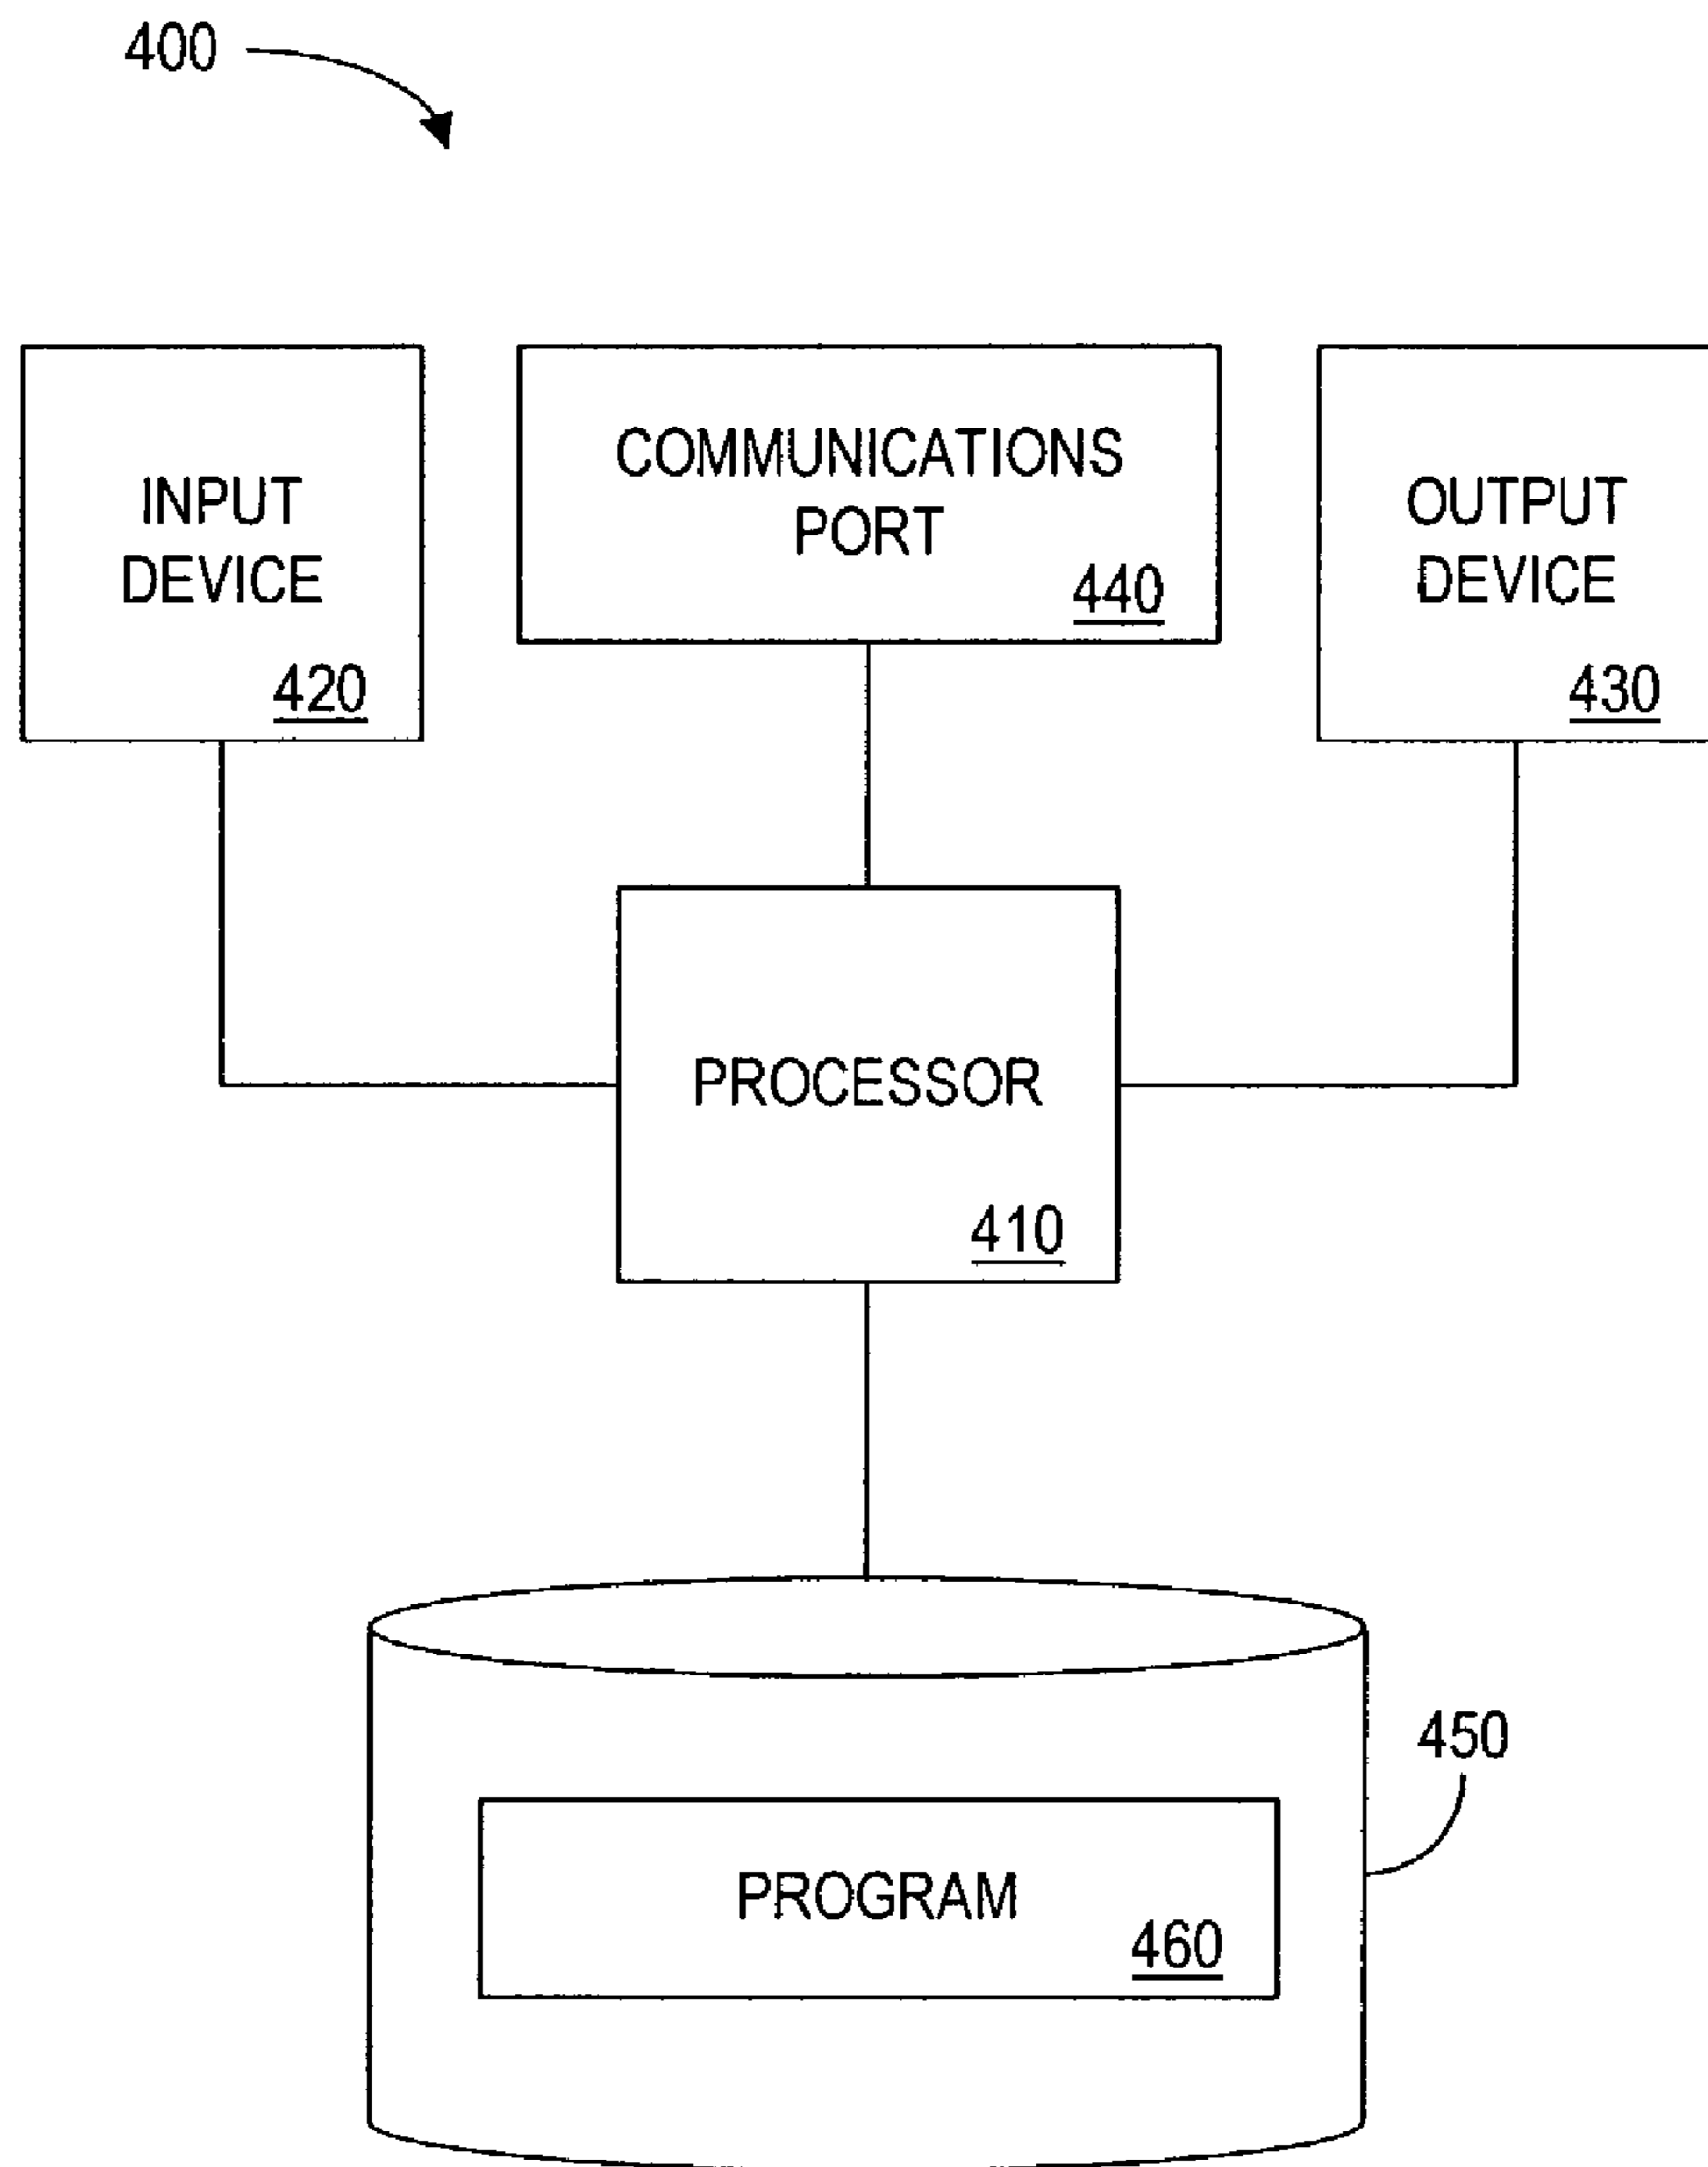 400
INPUT
DEVICE
420
COMMUNICATIONS
PORT
440
OUTPUT
DEVICE
430
PROCESSOR
410
450
PROGRAM
460